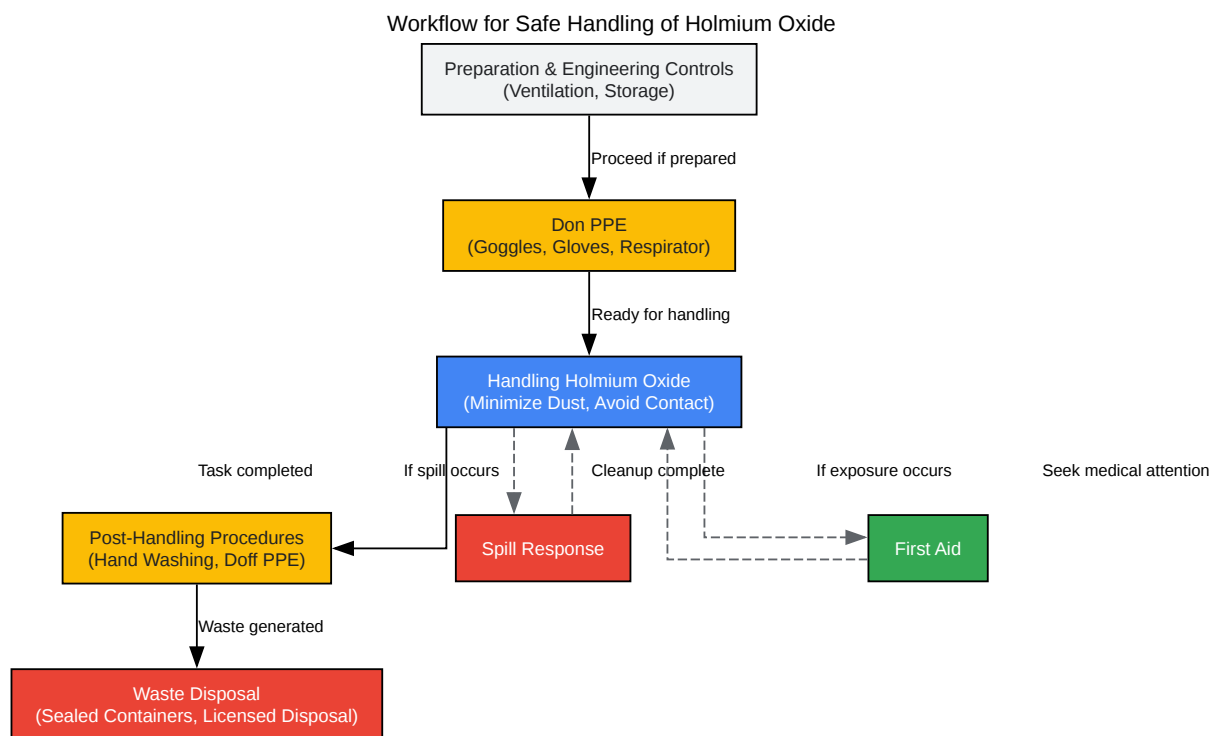 Workflow for Safe Handling of Holmium Oxide
Preparation & Engineering Controls
(Ventilation, Storage)
Proceed if prepared
Don PPE
(Goggles, Gloves, Respirator)
Ready for handling
Handling Holmium Oxide
(Minimize Dust, Avoid Contact)
Task completed
If spill occurs
Cleanup complete
If exposure occurs
Seek medical attention
Post-Handling Procedures
(Hand Washing, Doff PPE)
Spill Response
First Aid
Waste generated
Waste Disposal
(Sealed Containers, Licensed Disposal)